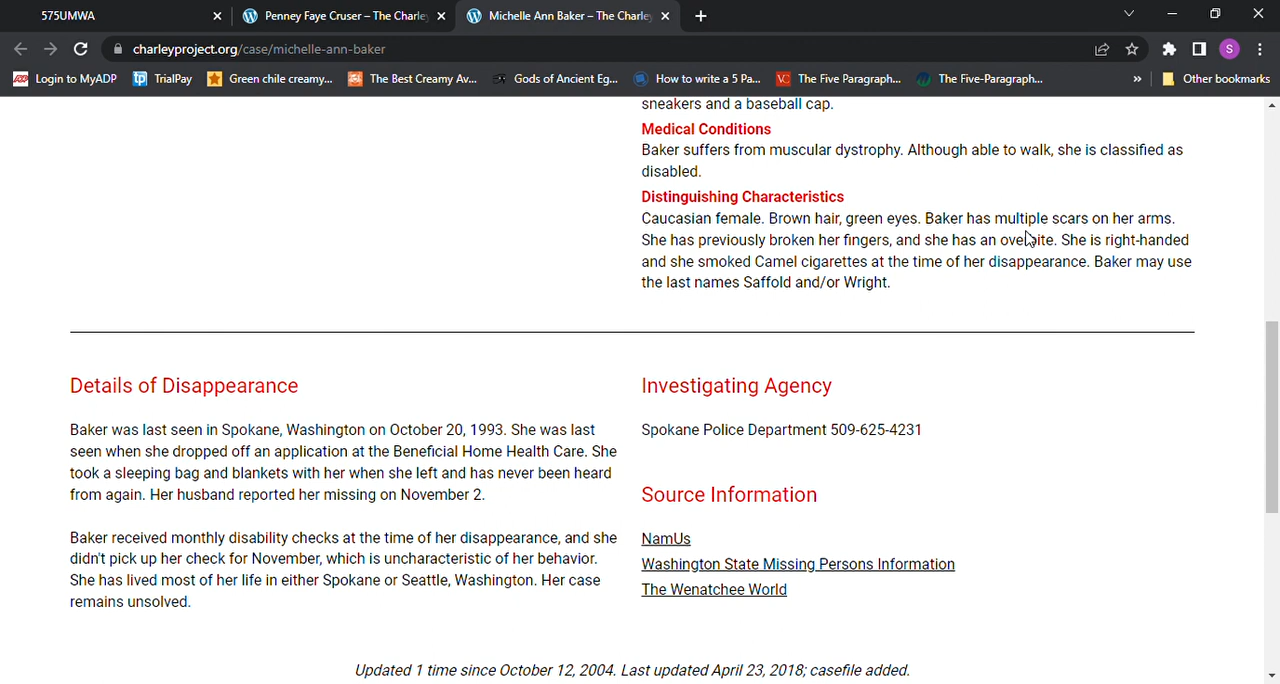 575UMWA
Penney Faye Cruser – The Charle
Michelle Ann Baker – The Charle
charleyproject.org/case/michelle-ann-baker
S
Login to MyADP
tp TrialPay
Green chile creamy...
The Best Creamy Av...
Gods of Ancient Eg...
How to write a 5 Pa...
VC The Five Paragraph...
The Five-Paragraph...
» Other bookmarks
sneakers and a baseball cap.
Medical Conditions
Baker suffers from muscular dystrophy. Although able to walk, she is classified as
disabled.
Distinguishing Characteristics
Caucasian female. Brown hair, green eyes. Baker has multiple scars on her arms.
She has previously broken her fingers, and she has an overbite. She is right-handed
and she smoked Camel cigarettes at the time of her disappearance. Baker may use
the last names Saffold and/or Wright.
Details of Disappearance
Baker was last seen in Spokane, Washington on October 20, 1993. She was last
seen when she dropped off an application at the Beneficial Home Health Care. She
took a sleeping bag and blankets with her when she left and has never been heard
from again. Her husband reported her missing on November 2.
Baker received monthly disability checks at the time of her disappearance, and she
didn't pick up her check for November, which is uncharacteristic of her behavior.
She has lived most of her life in either Spokane or Seattle, Washington. Her case
remains unsolved.
Investigating Agency
Spokane Police Department 509-625-4231
Source Information
NamUs
Washington State Missing Persons Information
The Wenatchee World
Updated 1 time since October 12, 2004. Last updated April 23, 2018; casefile added.